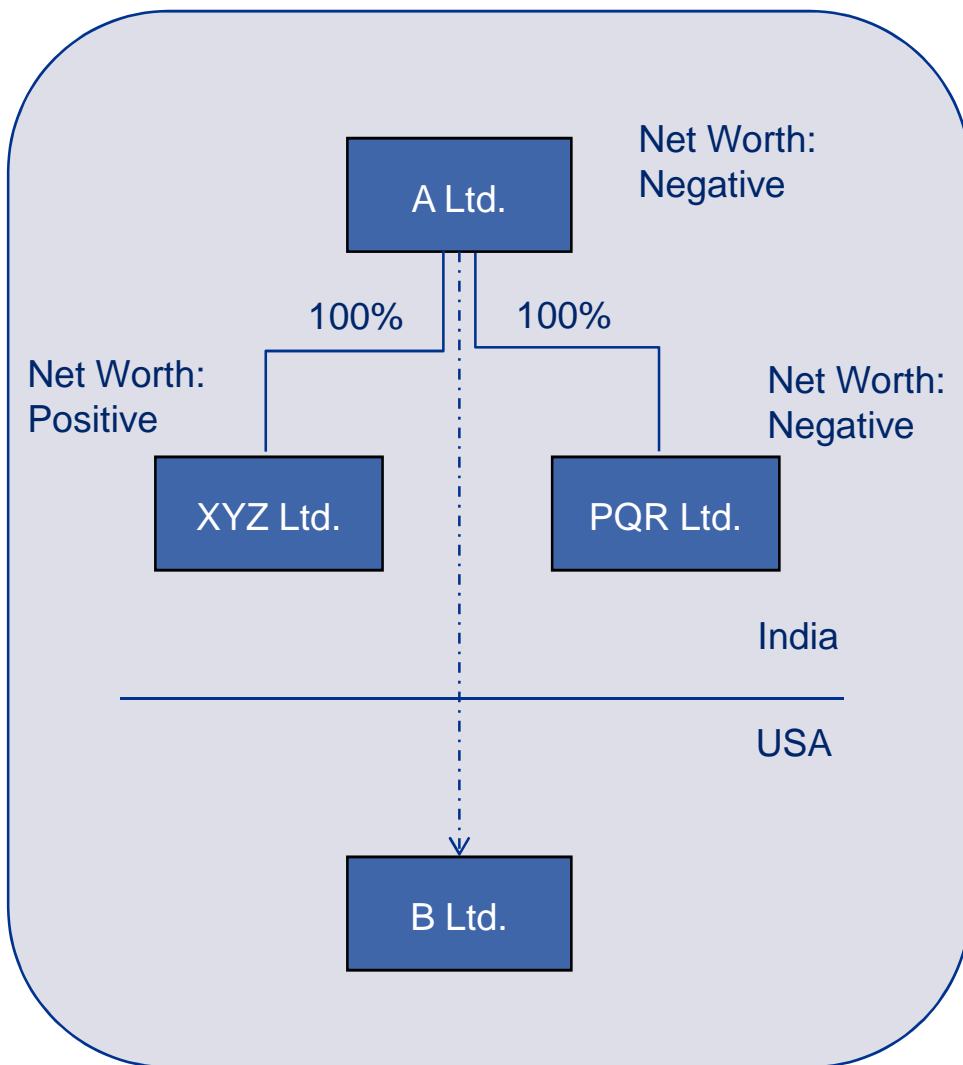 Net Worth:
Negative
A Ltd.
100%
100%
Net Worth:
Positive
Net Worth:
Negative
XYZ Ltd.
PQR Ltd.
India
USA
B Ltd.